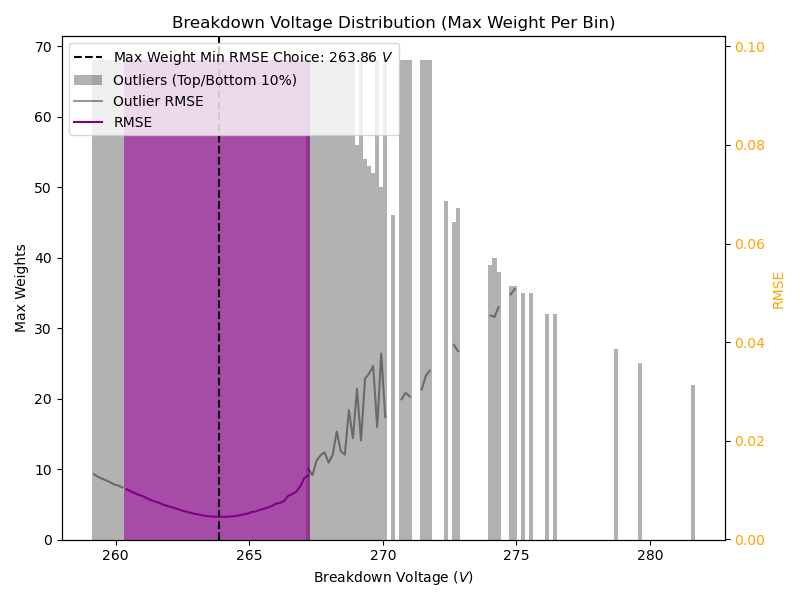 Breakdown Voltage Distribution (Max Weight Per Bin)
Max Weight Min RMSE Choice: 263.86 V
Outliers (Top/Bottom 10%)
Outlier RMSE
RMSE
Max Weights
70
60
50
40
30
20
10
0
0.10
0.08
0.06
0.04
0.02
0.00
RMSE
260
265
270
275
280
Breakdown Voltage (V)